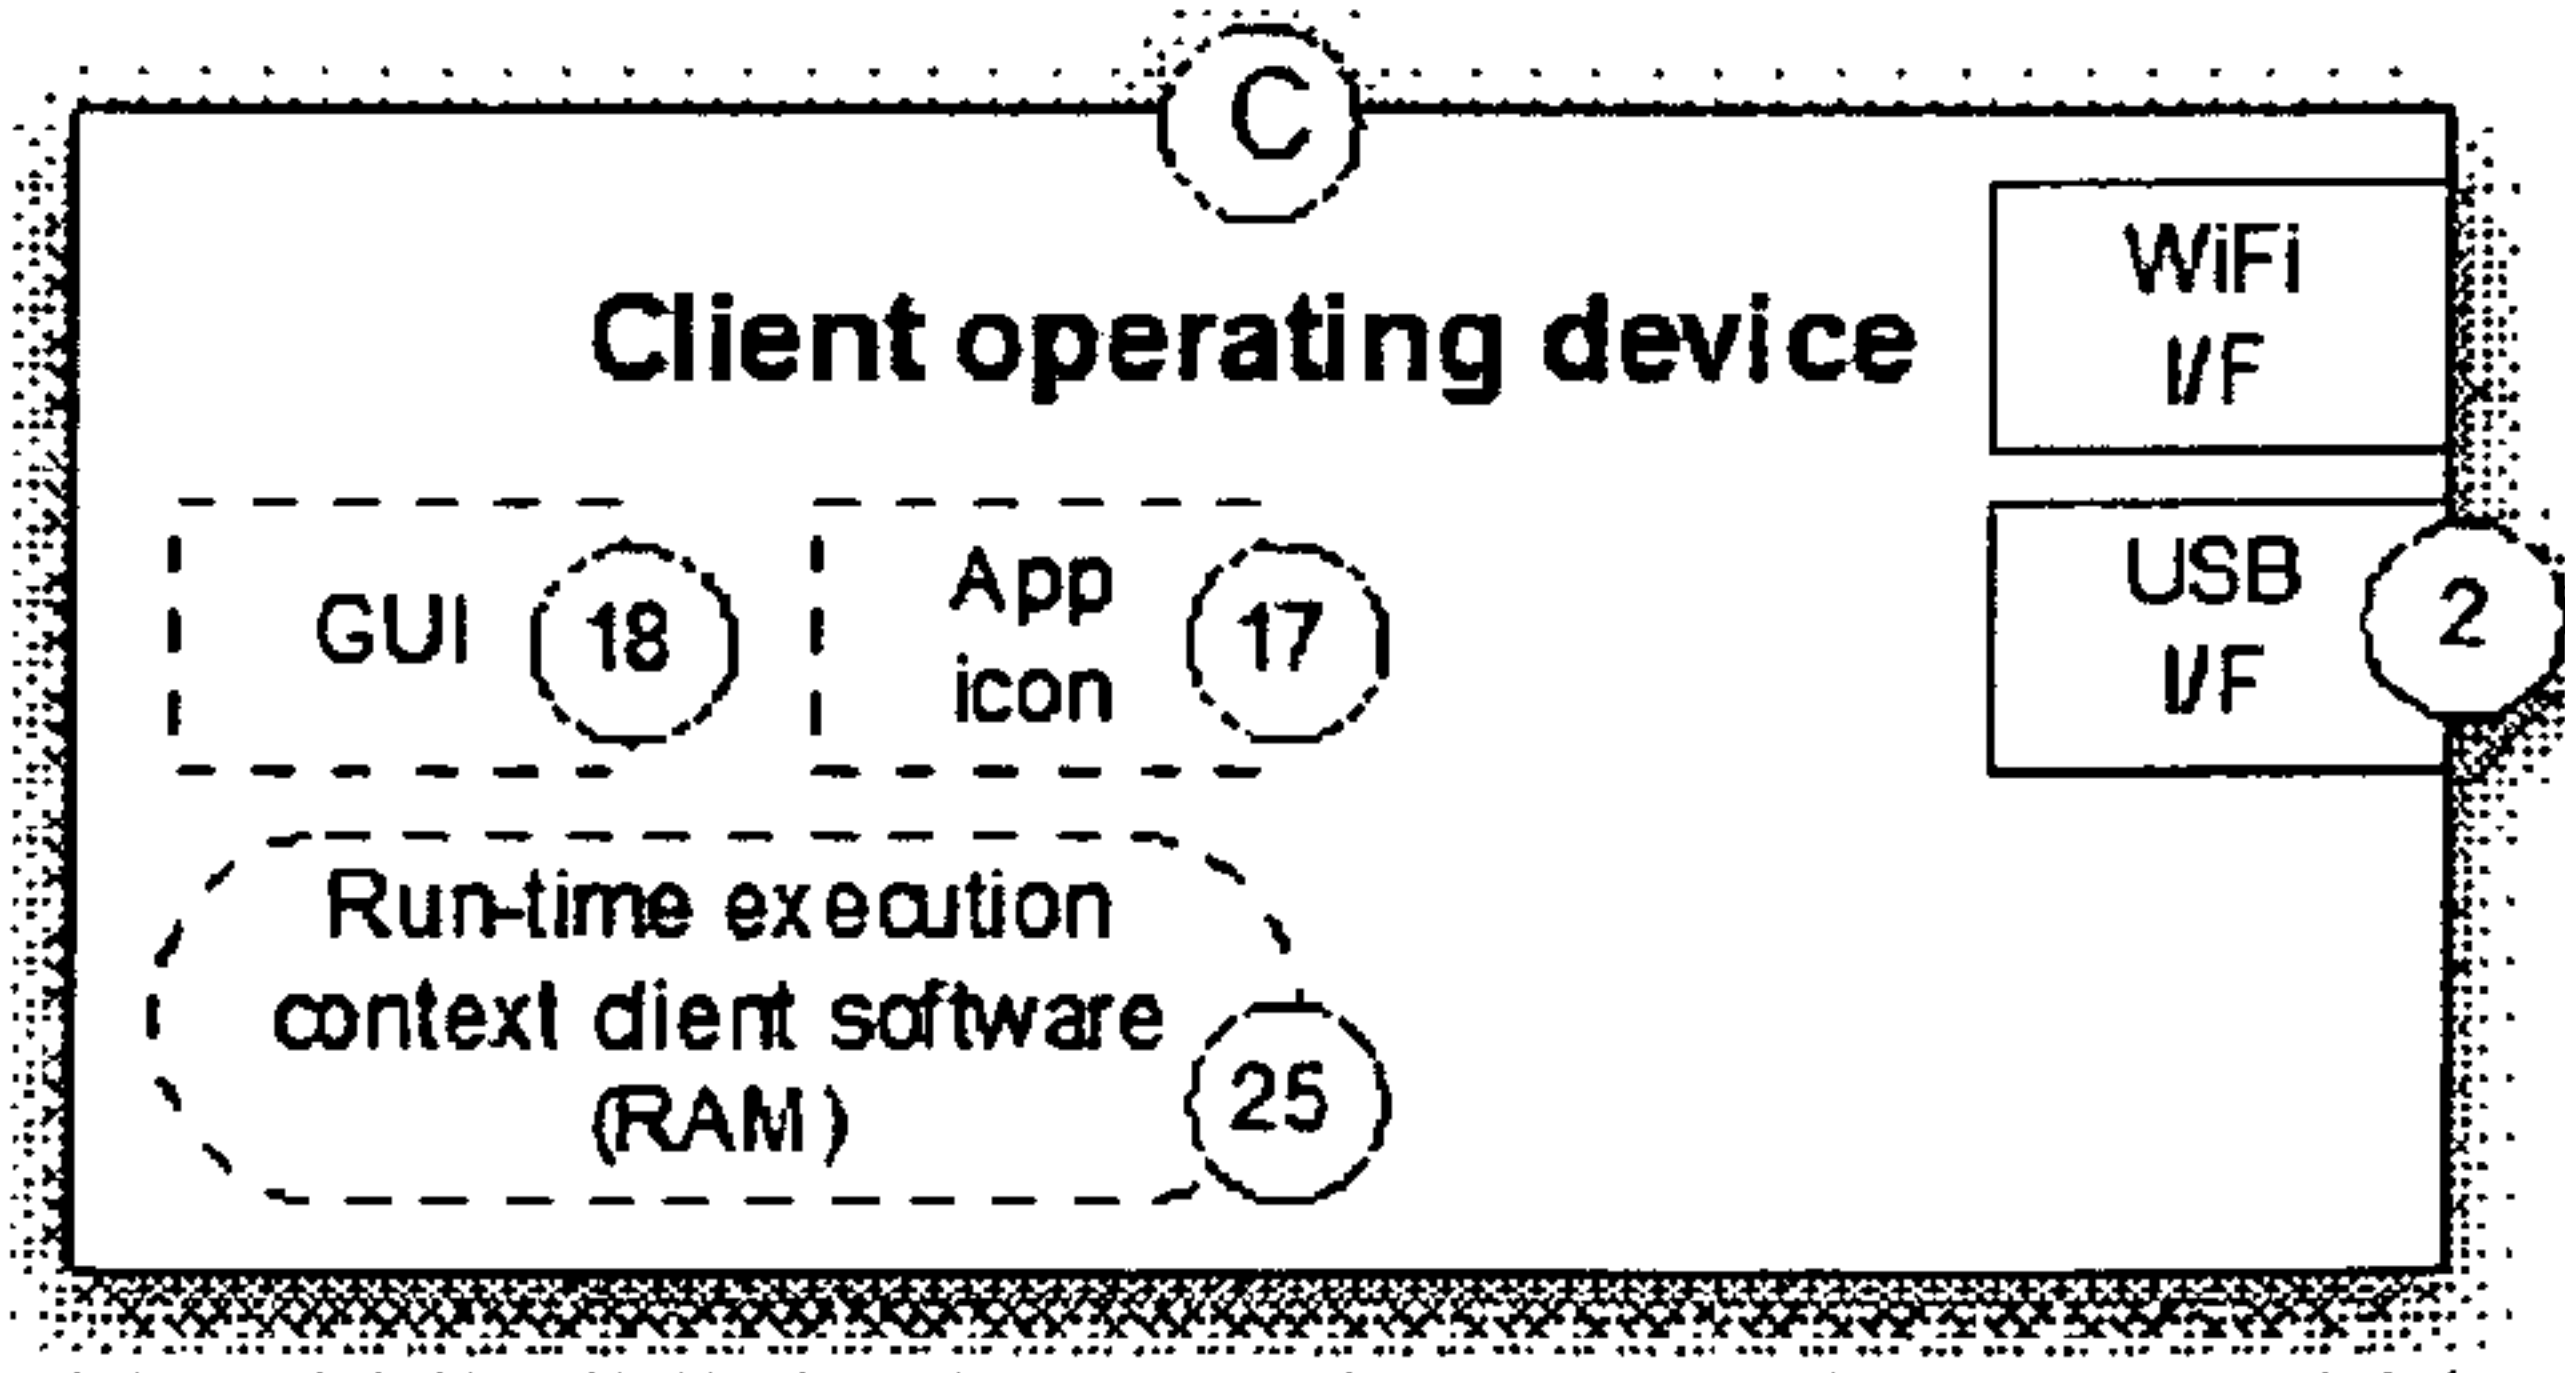 C
Client operating device
WiFi
I/F
GUI
18
App
icon
17
USB
I/F
2
Run-time execution
context client software
(RAM)
25